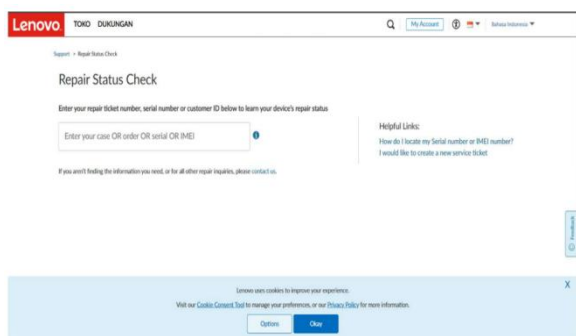 Lenovo
TOKO DUKUNGAN
My Account
Bahasa Indonesia
Support > Repair Status Check
Repair Status Check
Enter your repair ticket number, serial number or customer ID below to learn your device's repair status
Enter your case OR order OR serial OR IMEI
Helpful Links:
How do I locate my Serial number or IMEI number?
I would like to create a new service ticket
If you aren't finding the information you need, or for all other repair inquiries, please contact us.
Feedback
X
Lenovo uses cookies to improve your experience.
Visit our Cookie Consent Tool to manage your preferences, or our Privacy Policy for more information.
Options Okay